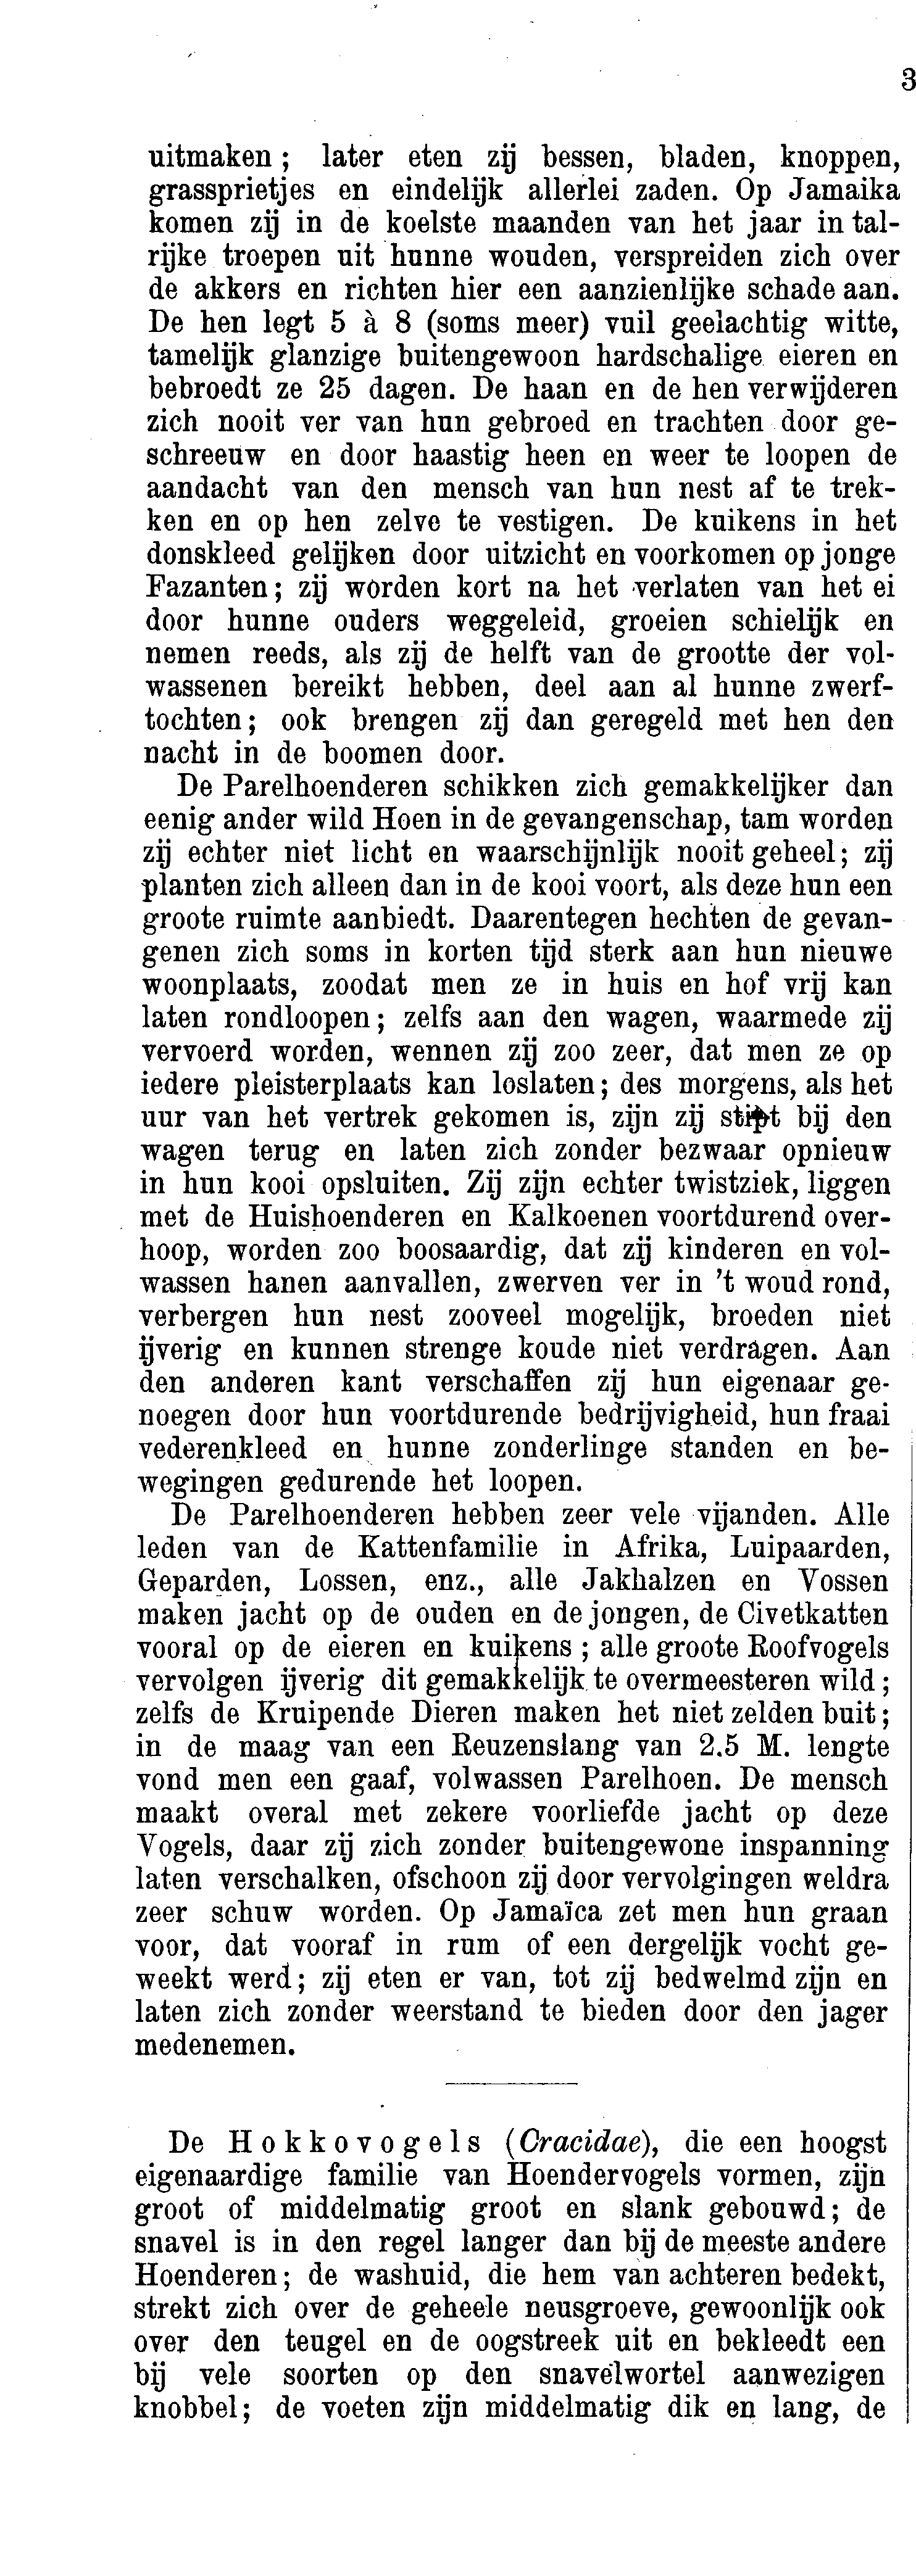 3
uitmaken; later eten zij bessen, bladen, knoppen,
grassprietjes en eindelijk allerlei zaden. Op Jamaika
komen zij in de koelste maanden van het jaar in tal-
rijke troepen uit hunne wouden, verspreiden zich over
de akkers en richten hier een aanzienlijke schade aan.
De hen legt 5 à 8 (soms meer) vuil geelachtig witte,
tamelijk glanzige buitengewoon hardschalige eieren en
bebroedt ze 25 dagen. De haan en de hen verwijderen
zich nooit ver van hun gebroed en trachten door ge-
schreeuw en door haastig heen en weer te loopen de
aandacht van den mensch van hun nest af te trek-
ken en op hen zelve te vestigen. De kuikens in het
donskleed gelijken door uitzicht en voorkomen op jonge
Fazanten; zij worden kort na het verlaten van het ei
door hunne ouders weggeleid, groeien schielijk en
nemen reeds, als zij de helft van de grootte der vol-
wassenen bereikt hebben, deel aan al hunne zwerf-
tochten; ook brengen zij dan geregeld met hen den
nacht in de boomen door.
De Parelhoenderen schikken zich gemakkelijker dan
eenig ander wild Hoen in de gevangenschap, tam worden
zij echter niet licht en waarschijnlijk nooit geheel; zij
planten zich alleen dan in de kooi voort, als deze hun een
groote ruimte aanbiedt. Daarentegen hechten de gevan-
genen zich soms in korten tijd sterk aan hun nieuwe
woonplaats, zoodat men ze in huis en hof vrij kan
laten rondloopen; zelfs aan den wagen, waarmede zij
vervoerd worden, wennen zij zoo zeer, dat men ze op
iedere pleisterplaats kan loslaten; des morgens, als het
uur van het vertrek gekomen is, zijn zij stipt bij den
wagen terug en laten zich zonder bezwaar opnieuw
in hun kooi opsluiten. Zij zijn echter twistziek, liggen
met de Huishoenderen en Kalkoenen voortdurend over-
hoop, worden zoo boosaardig, dat zij kinderen en vol-
wassen hanen aanvallen, zwerven ver in 't woud rond,
verbergen hun nest zooveel mogelijk, broeden niet
ijverig en kunnen strenge koude niet verdragen. Aan
den anderen kant verschaffen zij hun eigenaar ge-
noegen door hun voortdurende bedrijvigheid, hun fraai
vederenkleed en hunne zonderlinge standen en be-
wegingen gedurende het loopen.
De Parelhoenderen hebben zeer vele vijanden. Alle
leden van de Kattenfamilie in Afrika, Luipaarden,
Geparden, Lossen, enz., alle Jakhalzen en Vossen
maken jacht op de ouden en de jongen, de Civetkatten
vooral op de eieren en kuikens; alle groote Roofvogels
vervolgen ijverig dit gemakkelijk te overmeesteren wild;
zelfs de Kruipende Dieren maken het niet zelden buit;
in de maag van een Reuzenslang van 2.5 M. lengte
vond men een gaaf, volwassen Parelhoen. De mensch
maakt overal met zekere voorliefde jacht op deze
Vogels, daar zij zich zonder buitengewone inspanning
laten verschalken, ofschoon zij door vervolgingen weldra
zeer schuw worden. Op Jamaïca zet men hun graan
voor, dat vooraf in rum of een dergelijk vocht ge-
weekt werd; zij eten er van, tot zij bedwelmd zijn en
laten zich zonder weerstand te bieden door den jager
medenemen.
De Hokkovogels (Cracidae), die een hoogst
eigenaardige familie van Hoendervogels vormen, zijn
groot of middelmatig groot en slank gebouwd; de
snavel is in den regel langer dan bij de meeste andere
Hoenderen; de washuid, die hem van achteren bedekt,
strekt zich over de geheele neusgroeve, gewoonlijk ook
over den teugel en de oogstreek uit en bekleedt een
bij vele soorten op den snavelwortel aanwezigen
knobbel; de voeten zijn middelmatig dik en lang, de